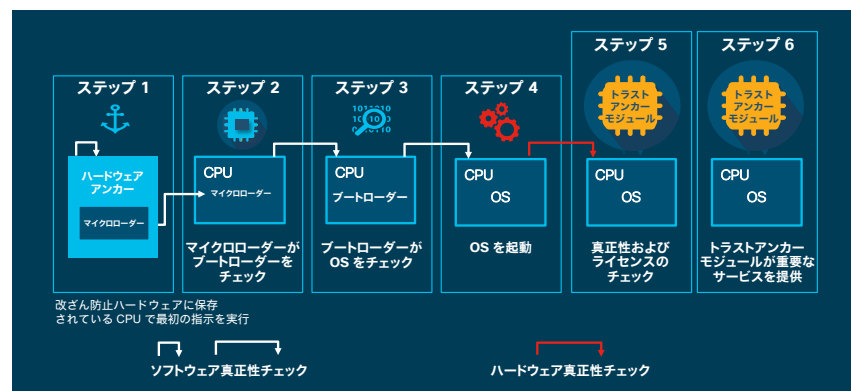 ステップ 1
ハードウェア
アンカー
マイクロローダー
改ざん防止ハードウェアに保存
されている CPU で最初の指示を実行
ステップ 2
CPU
マイクロローダー
マイクロローダーが
ブートローダーを
チェック
ステップ 3
1011010
CPU
ブートローダー
ブートローダーが
OS をチェック
ステップ 4
CPU
OS
OS を起動
ステップ 5
トラスト
アンカー
モジュール
CPU
OS
真正性および
ライセンスの
チェック
ステップ 6
トラスト
アンカー
モジュール
CPU
OS
トラストアンカー
モジュールが重要な
サービスを提供
ソフトウェア真正性チェック
ハードウェア真正性チェック